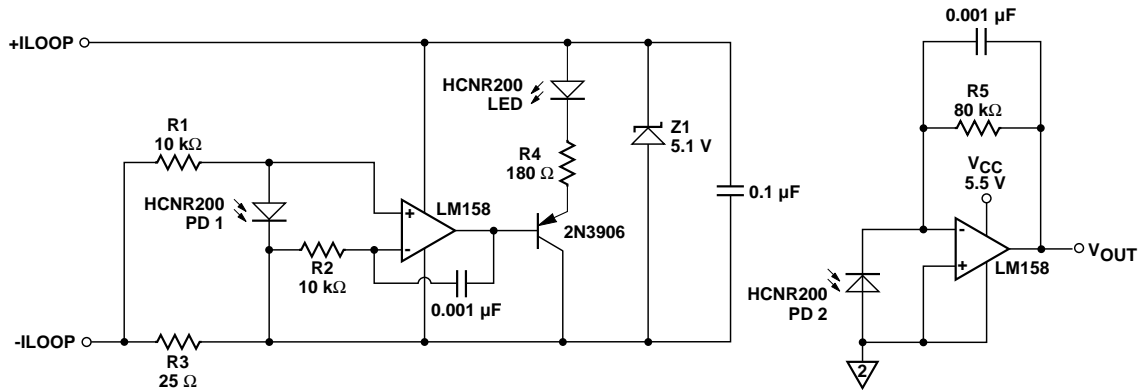 +ILOOP
HCNR200
LED
R1
10 kΩ
HCNR200
PD 1
R4
180 Ω
Z1
5.1 V
0.1 µF
LM158
+
-
2N3906
R2
10 kΩ
0.001 µF
-ILOOP
R3
25 Ω
0.001 µF
R5
80 kΩ
VCC
5.5 V
-
+
LM158
VOUT
HCNR200
PD 2
2